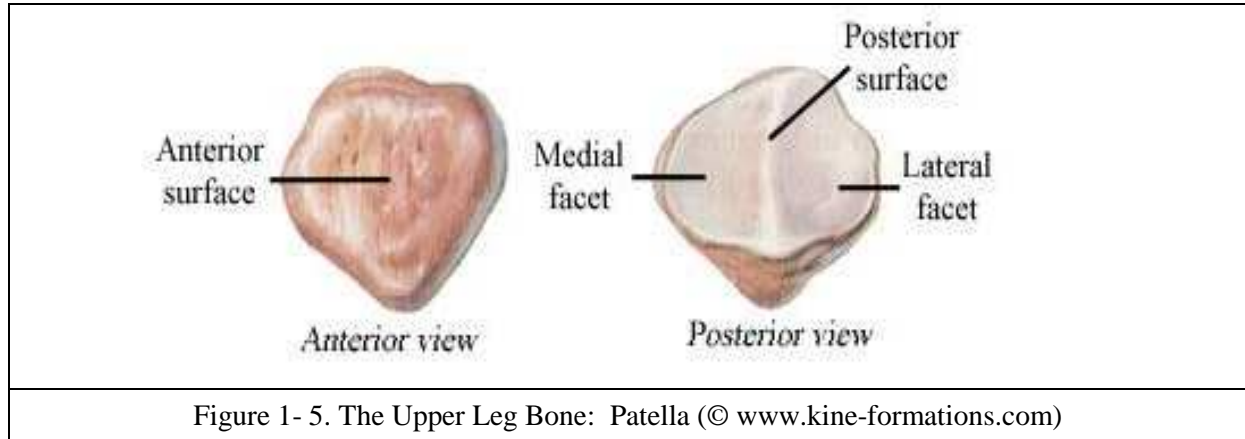 Anterior
surface
Anterior view
Medial
facet
Posterior
surface
Lateral
facet
Posterior view
Figure 1- 5. The Upper Leg Bone:  Patella (© www.kine-formations.com)